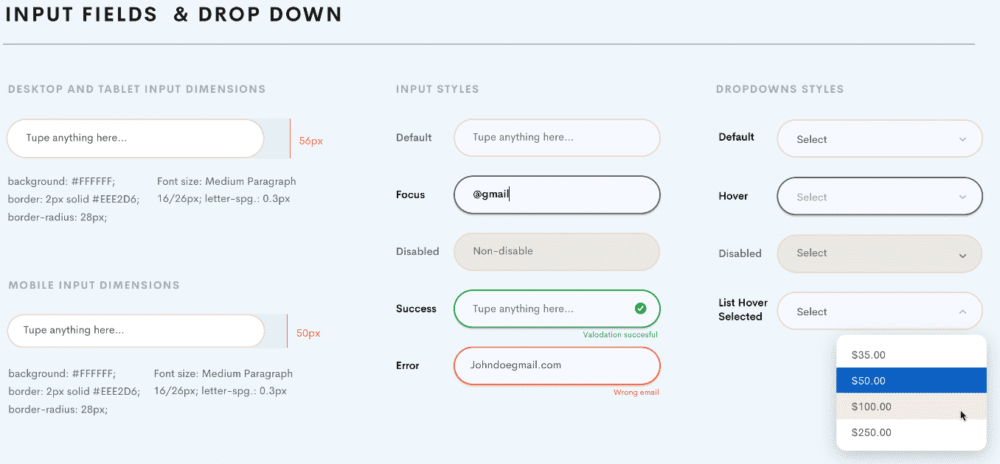 INPUT FIELDS & DROP DOWN
DESKTOP AND TABLET INPUT DIMENSIONS
Tupe anything here...
56px
background: #FFFFFF;
border: 2px solid #EEE2D6;
border-radius: 28px;
Font size: Medium Paragraph
16/26px; letter-spg.: 0.3px
MOBILE INPUT DIMENSIONS
Tupe anything here...
50px
background: #FFFFFF;
border: 2px solid #EEE2D6;
border-radius: 28px;
Font size: Medium Paragraph
16/26px; letter-spg.: 0.3px
INPUT STYLES
Default
Tupe anything here...
Focus
@gmail
Disabled
Non-disable
Success
Tupe anything here...
Valodation succesful
Error
Johndoegmail.com
Wrong email
DROPDOWNS STYLES
Default
Select
Hover
Select
Disabled
Select
List Hover
Selected
Select
$35.00
$50.00
$100.00
$250.00